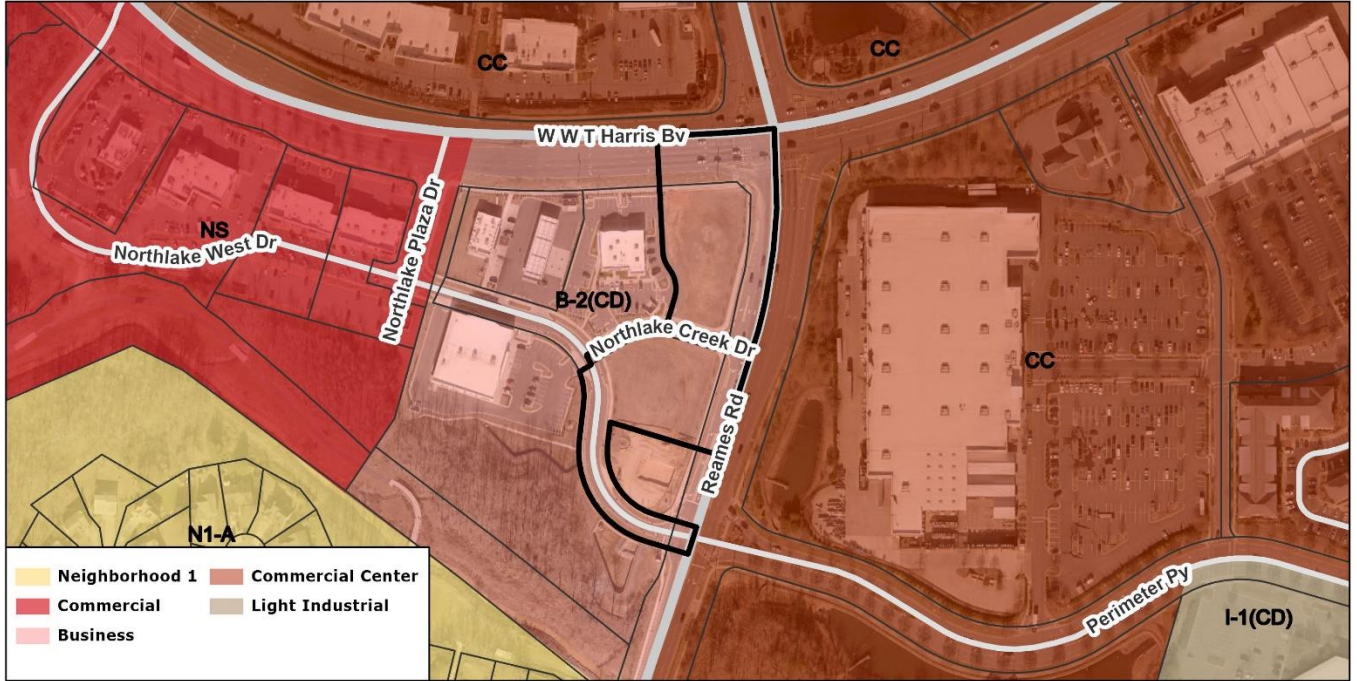 CC
CC
W W T Harris Bv
Northlake Plaza Dr
NS
Northlake West Dr
B-2(CD)
Northlake Creek Dr
CC
Reames Rd
N1-A
Perimeter Py
I-1(CD)
Neighborhood 1
Commercial
Business
Commercial Center
Light Industrial